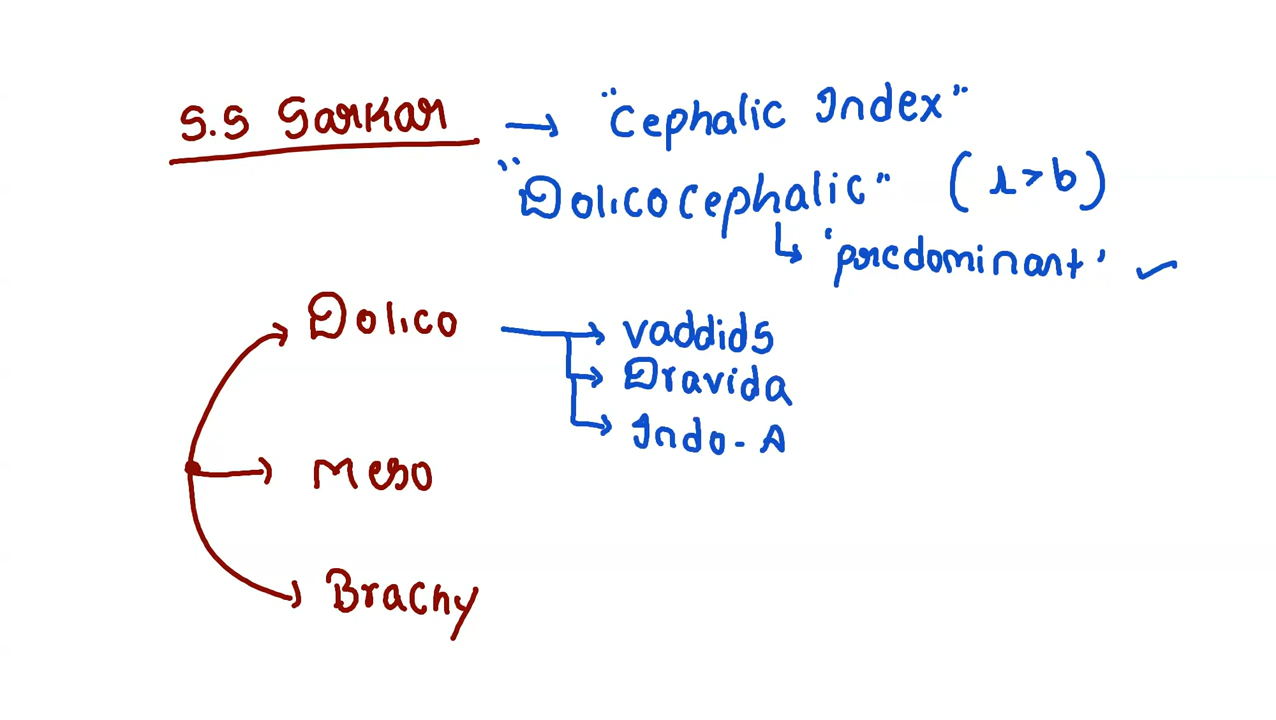 S.S Sarkar → "Cephalic Index"
"Dolicocephalic" (l > b)
↳ 'predominant' ✓
Dolico → Vaddids
→ Dravida
→ Indo-A
Meso
Brachy